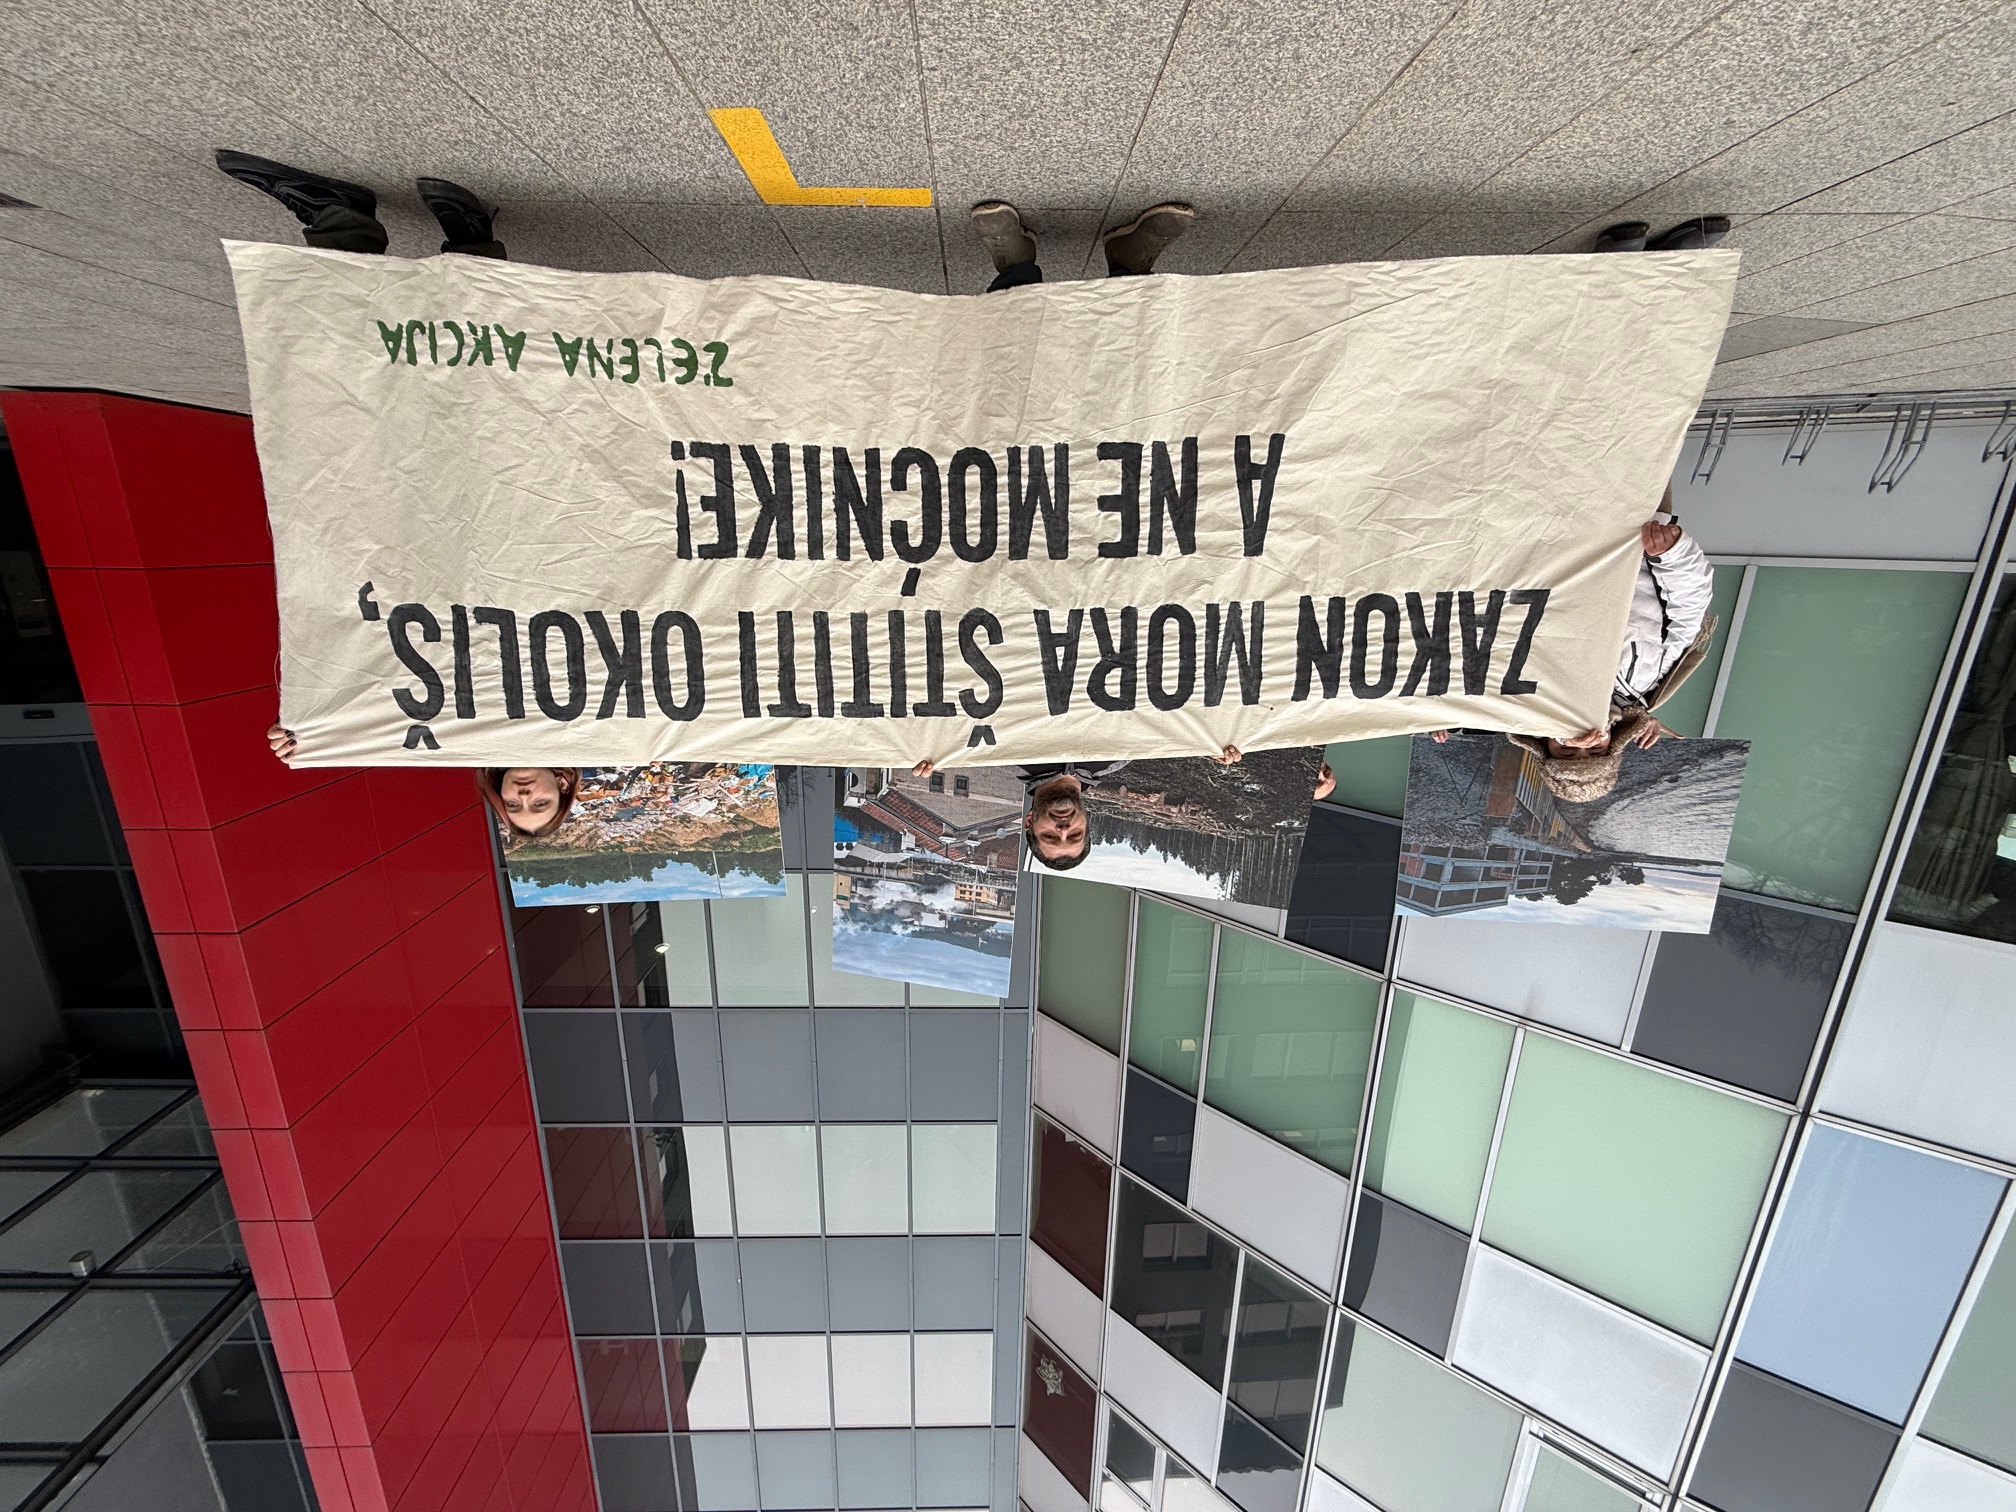 ZAKON MORA ŠTITITI OKOLIŠ,
A NE MOĆNIKE!
ZELENA AKCIJA